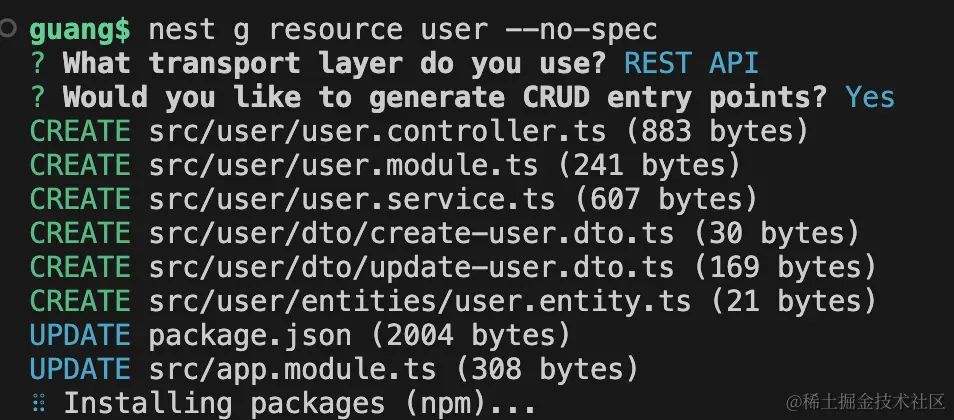 guang$ nest g resource user --no-spec
? What transport layer do you use? REST API
? Would you like to generate CRUD entry points? Yes
CREATE src/user/user.controller.ts (883 bytes)
CREATE src/user/user.module.ts (241 bytes)
CREATE src/user/user.service.ts (607 bytes)
CREATE src/user/dto/create-user.dto.ts (30 bytes)
CREATE src/user/dto/update-user.dto.ts (169 bytes)
CREATE src/user/entities/user.entity.ts (21 bytes)
UPDATE package.json (2004 bytes)
UPDATE src/app.module.ts (308 bytes)
⠿ Installing packages (npm)...
@稀土掘金技术社区